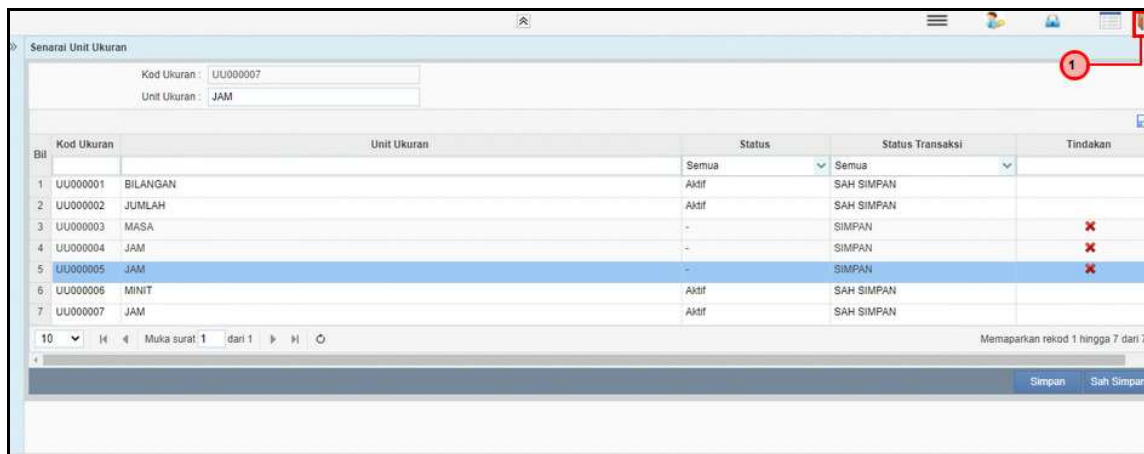 Senarai Unit Ukuran
Kod Ukuran : UU000007
Unit Ukuran : JAM
1
Bil Kod Ukuran Unit Ukuran Status Status Transaksi Tindakan
Semua Semua
1 UU000001 BILANGAN Aktif SAH SIMPAN
2 UU000002 JUMLAH Aktif SAH SIMPAN
3 UU000003 MASA - SIMPAN
4 UU000004 JAM - SIMPAN
5 UU000005 JAM - SIMPAN
6 UU000006 MINIT Aktif SAH SIMPAN
7 UU000007 JAM Aktif SAH SIMPAN
10 Muka surat 1 dari 1 Memaparkan rekod 1 hingga 7 dari 7
Simpan Sah Simpan